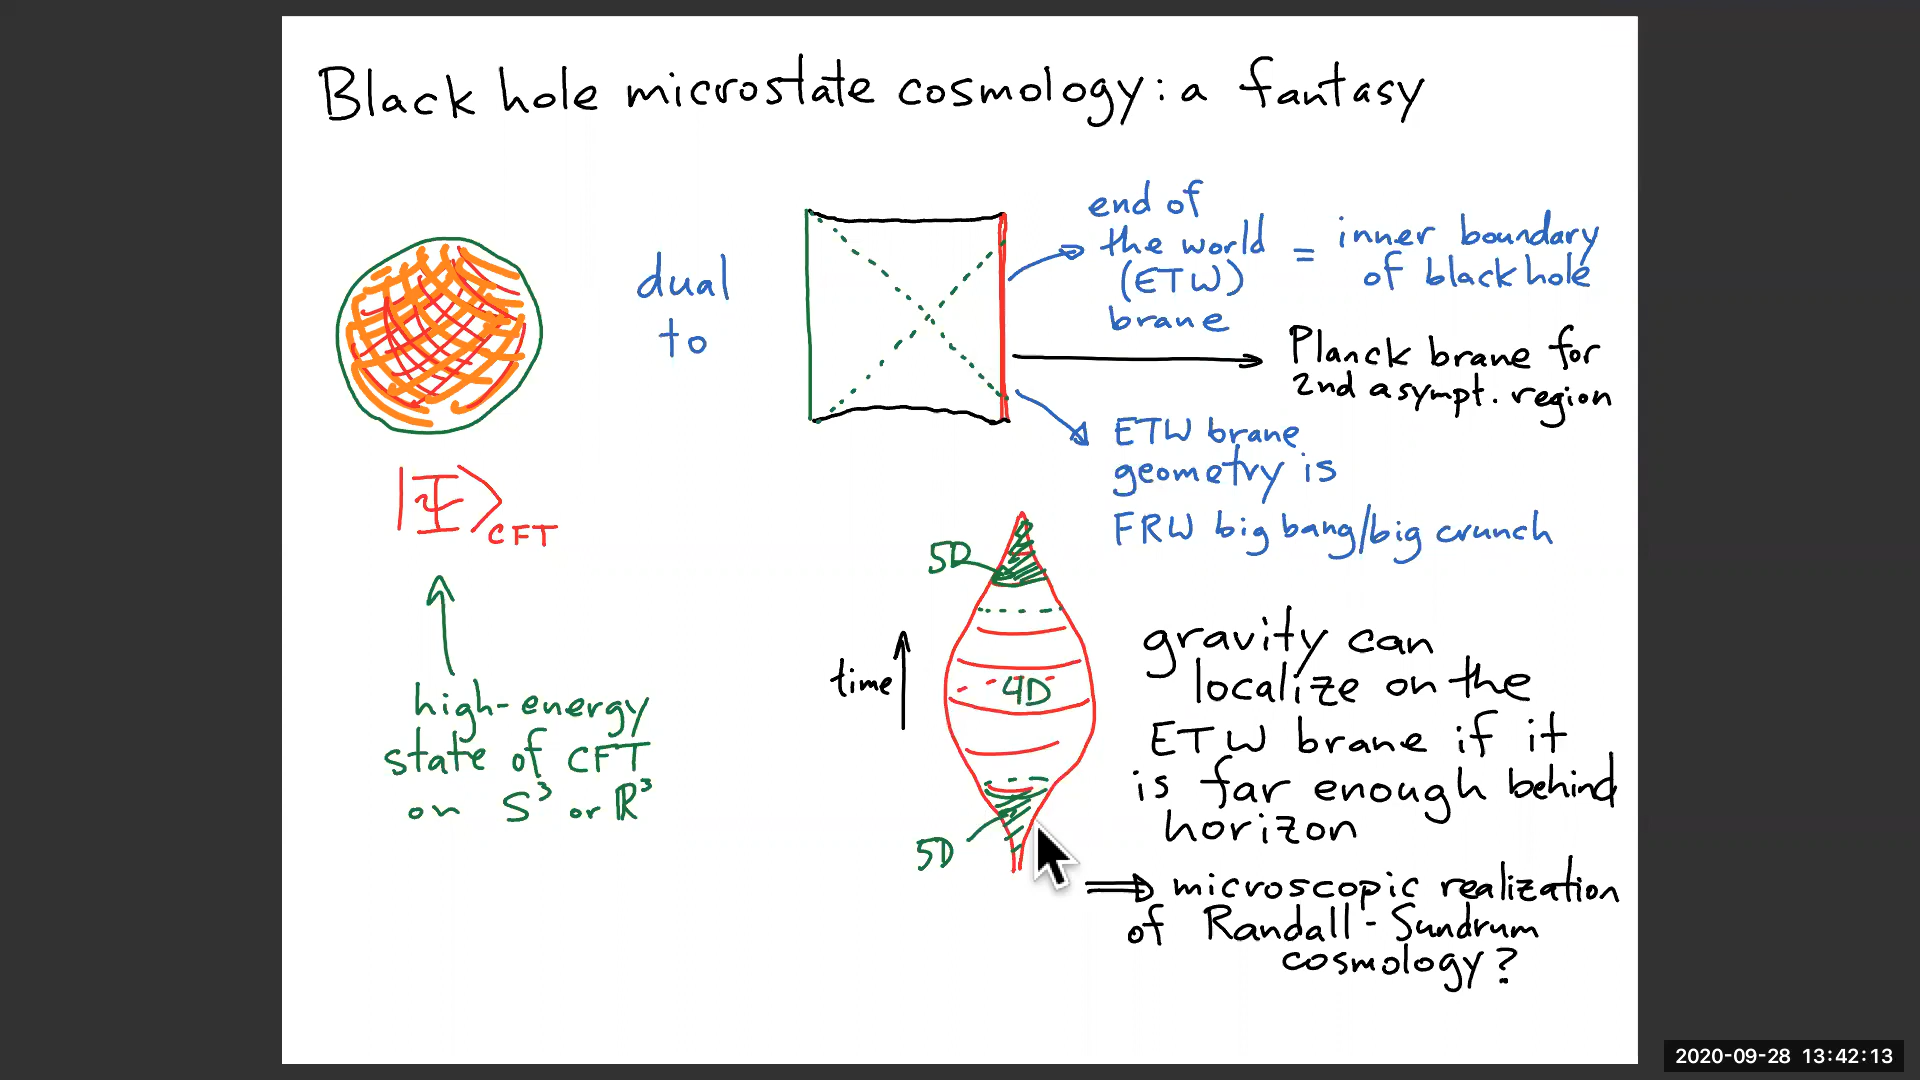 Black hole microstate cosmology: a fantasy
dual
to
end of
the world
(ETW)
brane
= inner boundary
of black hole
Planck brane for
2nd asympt. region
ETW brane
geometry is
FRW big bang/big crunch
|Ψ⟩CFT
high-energy
state of CFT
on S³ or ℝ³
time
5D
4D
5D
gravity can
localize on the
ETW brane if it
is far enough behind
horizon
⇒ microscopic realization
of Randall-Sundrum
cosmology?
2020-09-28 13:42:13